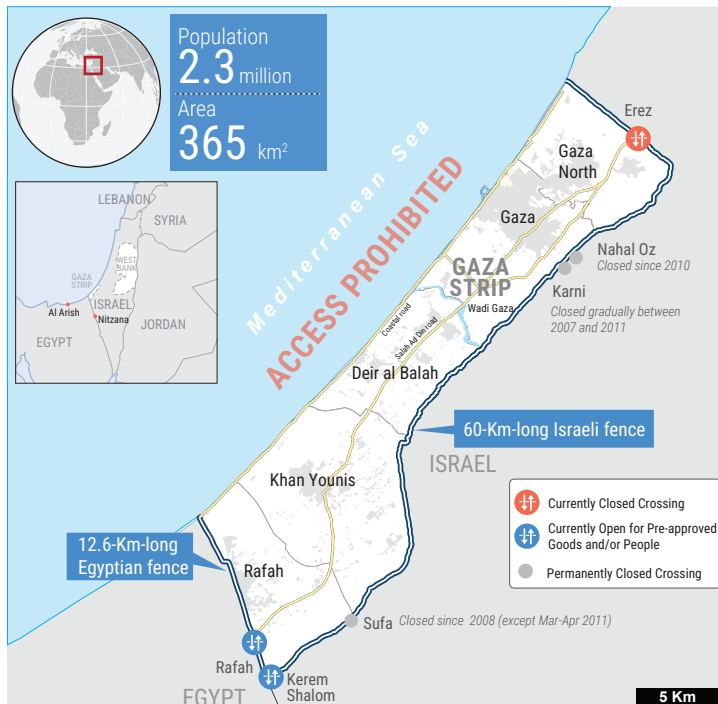 Population
2.3 million
Area
365 km²
LEBANON
SYRIA
WEST
BANK
GAZA
STRIP
ISRAEL
Al Arish
Nitzana
JORDAN
EGYPT
Mediterranean Sea
ACCESS PROHIBITED
Erez
Gaza
North
Gaza
Nahal Oz
Closed since 2010
Karni
Closed gradually between
2007 and 2011
GAZA
STRIP
Wadi Gaza
Coastal road
Salah Ad Din road
Deir al Balah
60-Km-long Israeli fence
ISRAEL
Khan Younis
12.6-Km-long
Egyptian fence
Rafah
Sufa Closed since 2008 (except Mar-Apr 2011)
Rafah
Kerem
Shalom
EGYPT
Currently Closed Crossing
Currently Open for Pre-approved
Goods and/or People
Permanently Closed Crossing
5 Km